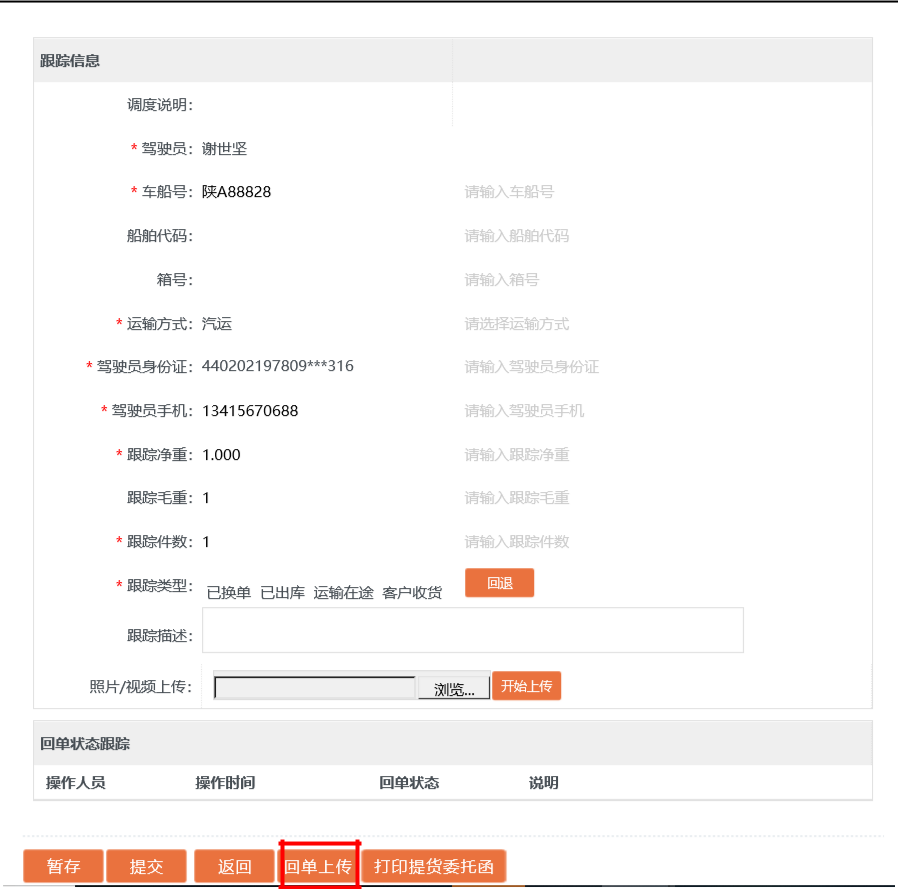 跟踪信息
调度说明：
* 驾驶员： 谢世坚
* 车船号： 陕A88828 请输入车船号
船舶代码： 请输入船舶代码
箱号： 请输入箱号
* 运输方式： 汽运 请选择运输方式
* 驾驶员身份证： 440202197809***316 请输入驾驶员身份证
* 驾驶员手机： 13415670688 请输入驾驶员手机
* 跟踪净重： 1.000 请输入跟踪净重
跟踪毛重： 1 请输入跟踪毛重
* 跟踪件数： 1 请输入跟踪件数
* 跟踪类型： 已换单 已出库 运输在途 客户收货 回退
跟踪描述：
照片/视频上传： 浏览... 开始上传
回单状态跟踪
操作人员 操作时间 回单状态 说明
暂存 提交 返回 回单上传 打印提货委托函